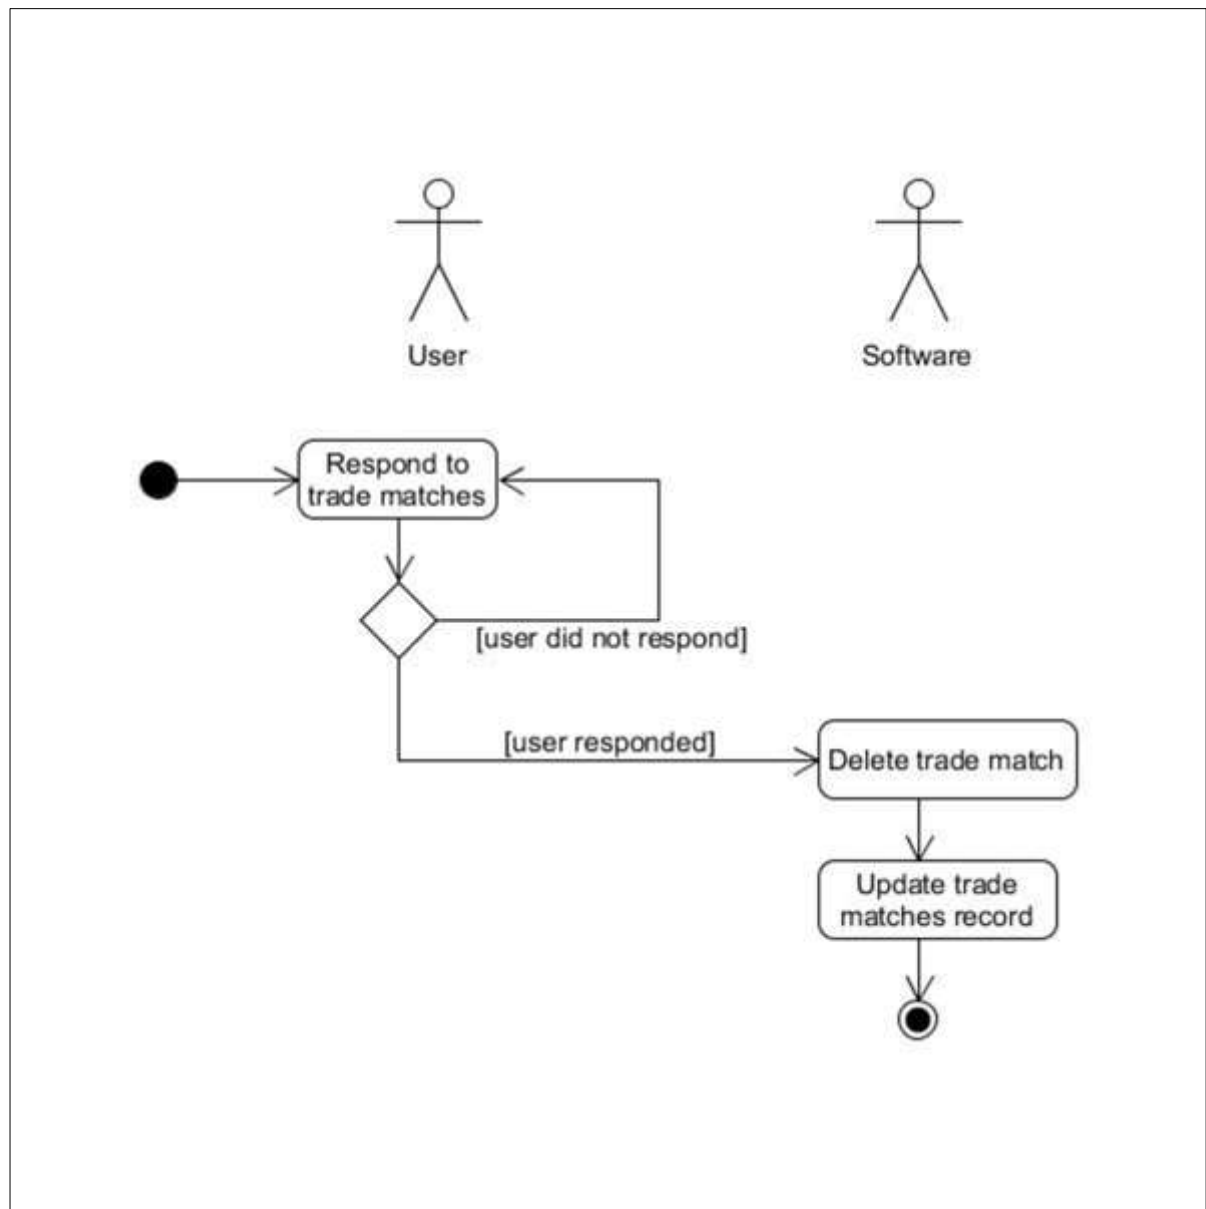 User
Software
Respond to
trade matches
[user did not respond]
[user responded]
Delete trade match
Update trade
matches record